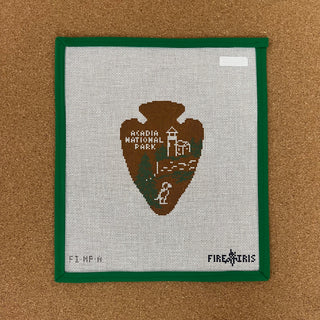 ACADIA
NATIONAL
PARK
FI-NP-A
FIRE IRIS